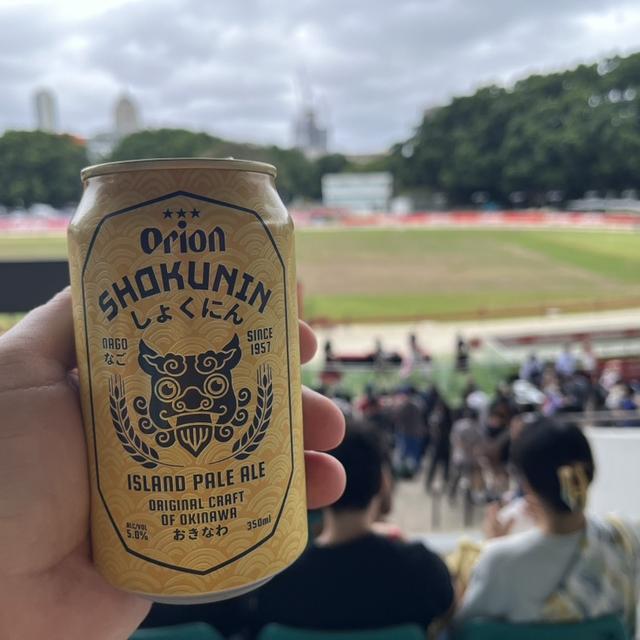 Orion
SHOKUNIN
しょくにん
NAGO
なご
SINCE
1957
ISLAND PALE ALE
ORIGINAL CRAFT
OF OKINAWA
おきなわ
ALC/VOL
5.0%
350ml